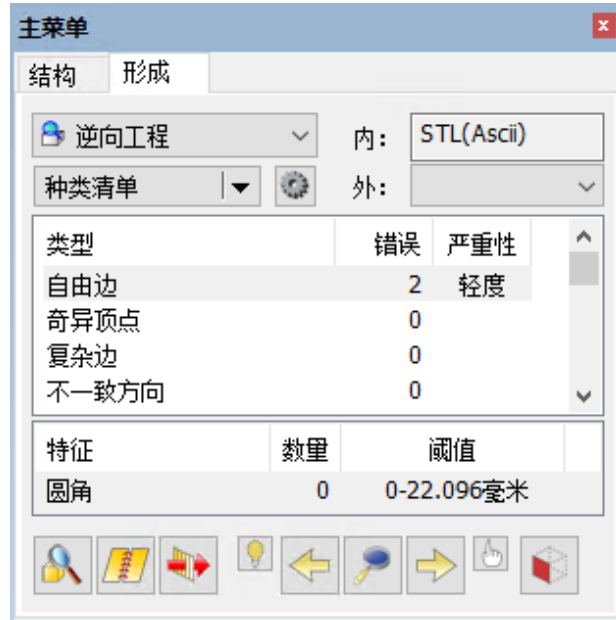 主菜单
结构 形成
逆向工程 内: STL(Ascii)
种类清单 外:
类型 错误 严重性
自由边 2 轻度
奇异顶点 0
复杂边 0
不一致方向 0
特征 数量 阈值
圆角 0 0-22.096毫米